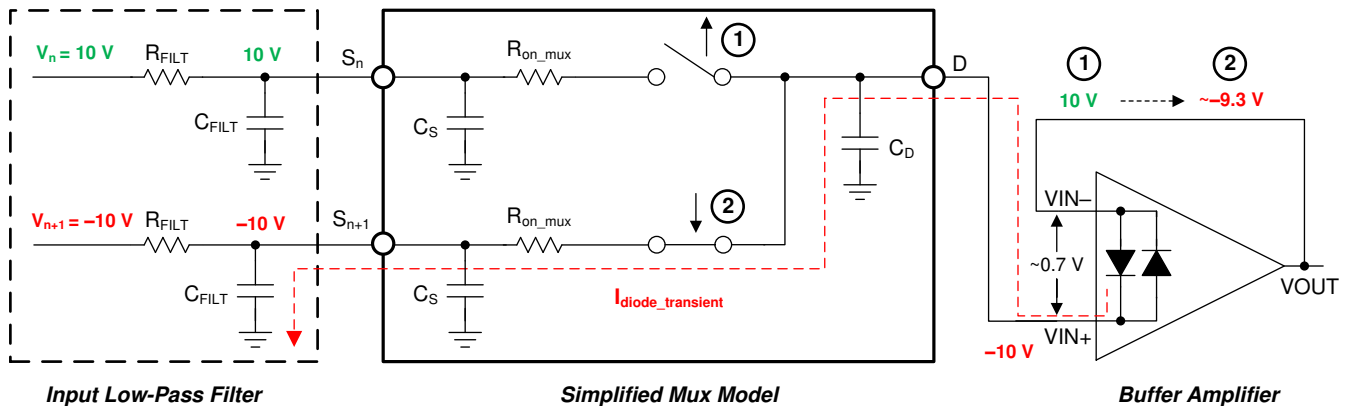 Vn = 10 V
RFILT
10 V
Sn
Ron_mux
1
D
1
2
10 V
~–9.3 V
CFILT
CS
CD
Vn+1 = –10 V
RFILT
–10 V
Sn+1
Ron_mux
2
VIN–
~0.7 V
CFILT
CS
Idiode_transient
VOUT
VIN+
–10 V
Input Low-Pass Filter
Simplified Mux Model
Buffer Amplifier